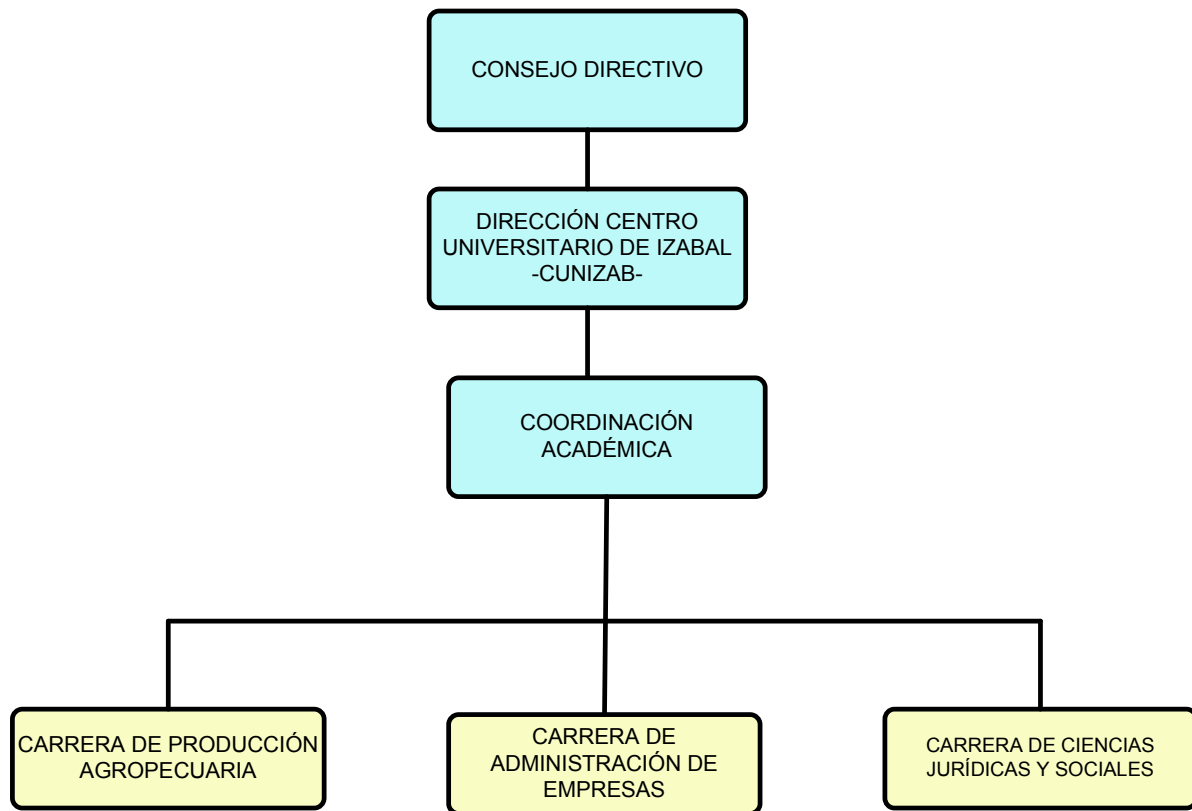 CONSEJO DIRECTIVO
DIRECCIÓN CENTRO
UNIVERSITARIO DE IZABAL
-CUNIZAB-
COORDINACIÓN
ACADÉMICA
CARRERA DE PRODUCCIÓN
AGROPECUARIA
CARRERA DE
ADMINISTRACIÓN DE
EMPRESAS
CARRERA DE CIENCIAS
JURÍDICAS Y SOCIALES